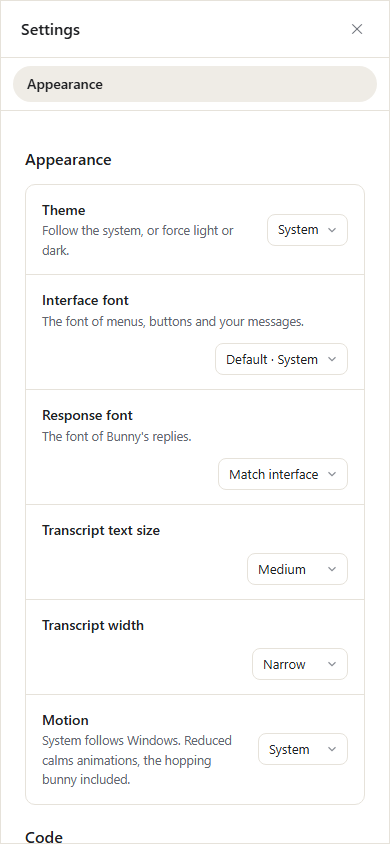 Settings
Appearance
Appearance
Theme
Follow the system, or force light or
dark.
System
Interface font
The font of menus, buttons and your messages.
Default · System
Response font
The font of Bunny's replies.
Match interface
Transcript text size
Medium
Transcript width
Narrow
Motion
System follows Windows. Reduced
calms animations, the hopping
bunny included.
System
Code